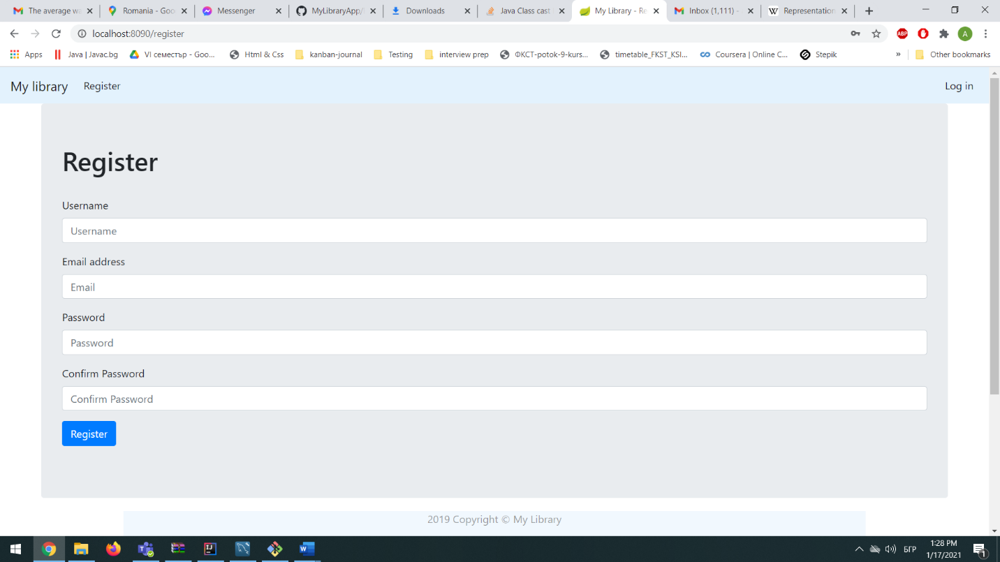 The average wa
Romania - Goo
Messenger
MyLibraryApp/
Downloads
Java Class cast
My Library - Re
Inbox (1,111) -
Representation
localhost:8090/register
ABP
A
Apps
Java | Javac.bg
VI семестър - Goo...
Html & Css
kanban-journal
Testing
interview prep
ФКСТ-potok-9-kurs...
timetable_FKST_KSI...
Coursera | Online C...
Stepik
»
Other bookmarks
My library
Register
Log in
Register
Username
Username
Email address
Email
Password
Password
Confirm Password
Confirm Password
Register
2019 Copyright © My Library
БГР
1:28 PM
1/17/2021
1